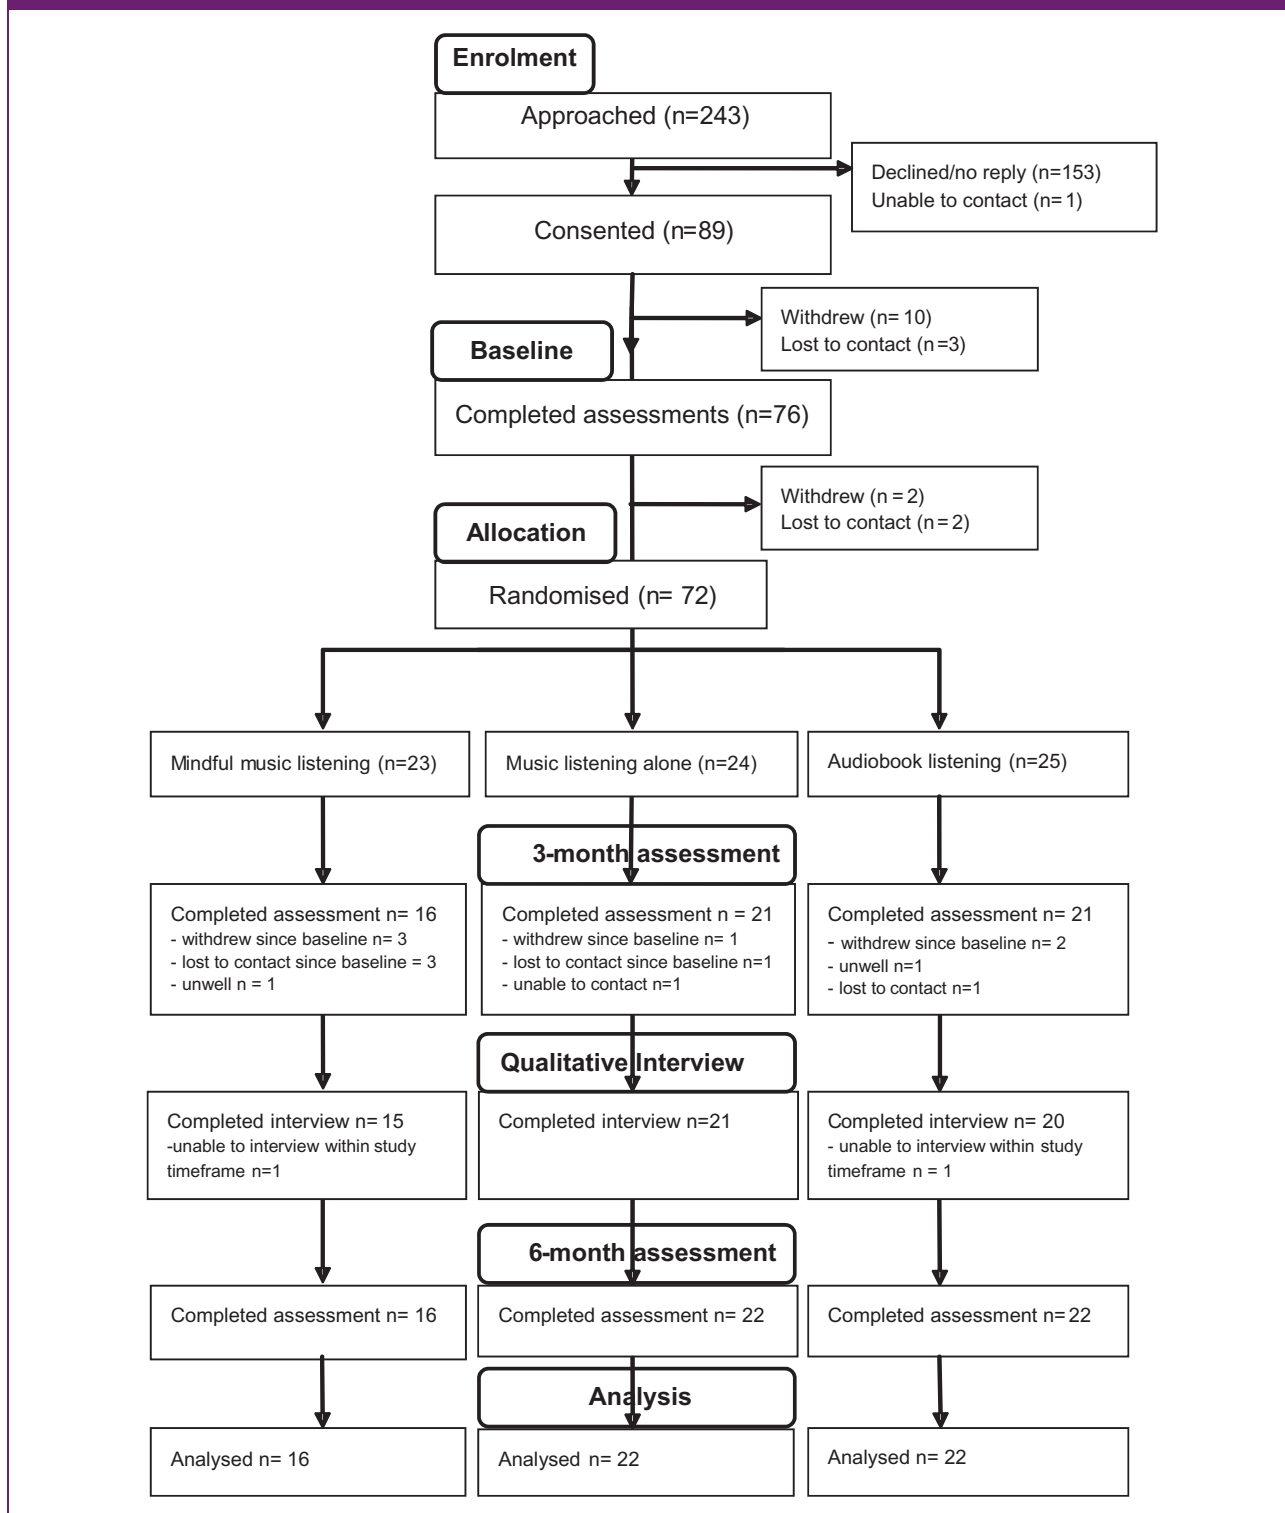 Enrolment
Approached (n=243)
Declined/no reply (n=153)
Unable to contact (n=1)
Consented (n=89)
Withdrew (n=10)
Lost to contact (n=3)
Baseline
Completed assessments (n=76)
Withdrew (n=2)
Lost to contact (n=2)
Allocation
Randomised (n= 72)
Mindful music listening (n=23)
Music listening alone (n=24)
Audiobook listening (n=25)
3-month assessment
Completed assessment n= 16
- withdrew since baseline n= 3
- lost to contact since baseline = 3
- unwell n = 1
Completed assessment n = 21
- withdrew since baseline n= 1
- lost to contact since baseline n=1
- unable to contact n=1
Completed assessment n= 21
- withdrew since baseline n= 2
- unwell n=1
- lost to contact n=1
Qualitative Interview
Completed interview n= 15
-unable to interview within study
timeframe n=1
Completed interview n=21
Completed interview n= 20
- unable to interview within study
timeframe n = 1
6-month assessment
Completed assessment n= 16
Completed assessment n= 22
Completed assessment n= 22
Analysis
Analysed n= 16
Analysed n= 22
Analysed n= 22